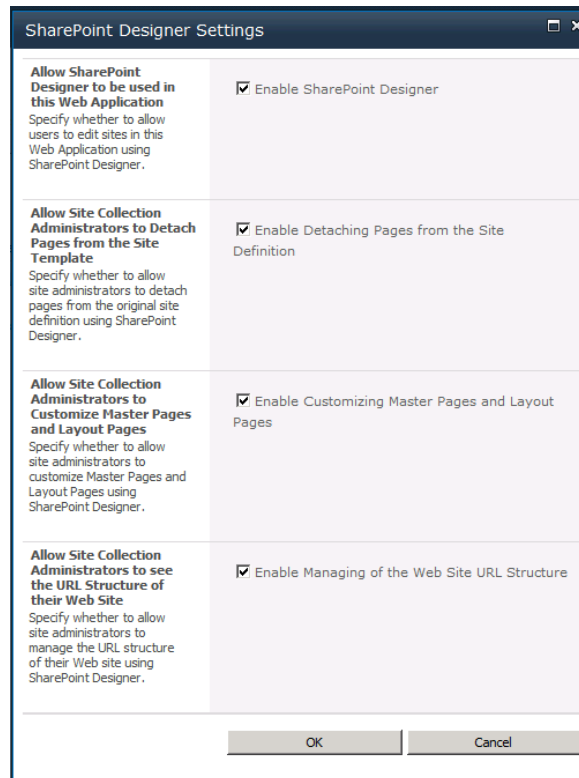 SharePoint Designer Settings
Allow SharePoint
Designer to be used in
this Web Application
Specify whether to allow
users to edit sites in this
Web Application using
SharePoint Designer.
Enable SharePoint Designer
Allow Site Collection
Administrators to Detach
Pages from the Site
Template
Specify whether to allow
site administrators to detach
pages from the original site
definition using SharePoint
Designer.
Enable Detaching Pages from the Site
Definition
Allow Site Collection
Administrators to
Customize Master Pages
and Layout Pages
Specify whether to allow
site administrators to
customize Master Pages and
Layout Pages using
SharePoint Designer.
Enable Customizing Master Pages and Layout
Pages
Allow Site Collection
Administrators to see
the URL Structure of
their Web Site
Specify whether to allow
site administrators to
manage the URL structure
of their Web site using
SharePoint Designer.
Enable Managing of the Web Site URL Structure
OK
Cancel